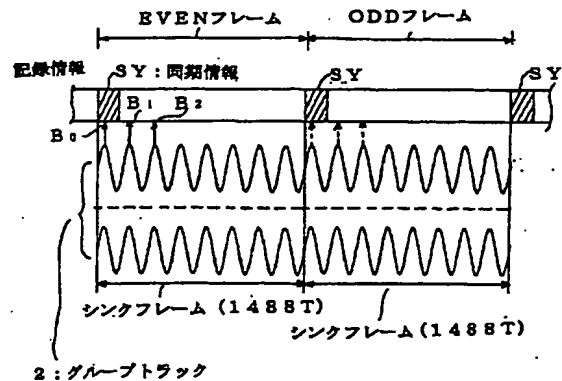 EVENフレーム ODDフレーム
記録情報 SY:同期情報 SY SY
B0 B1 B2
シンクフレーム(1488T)
シンクフレーム(1488T)
2:グルーブトラック